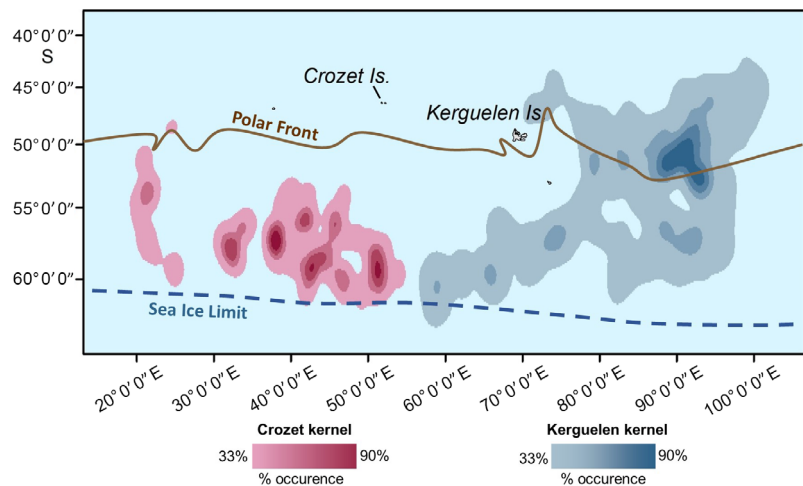 40°0'0"
S
45°0'0"
50°0'0"
55°0'0"
60°0'0"
Crozet Is.
Polar Front
Kerguelen Is.
Sea Ice Limit
20°0'0"E
30°0'0"E
40°0'0"E
50°0'0"E
60°0'0"E
70°0'0"E
80°0'0"E
90°0'0"E
100°0'0"E
Crozet kernel
33%
90%
% occurence
Kerguelen kernel
33%
90%
% occurence